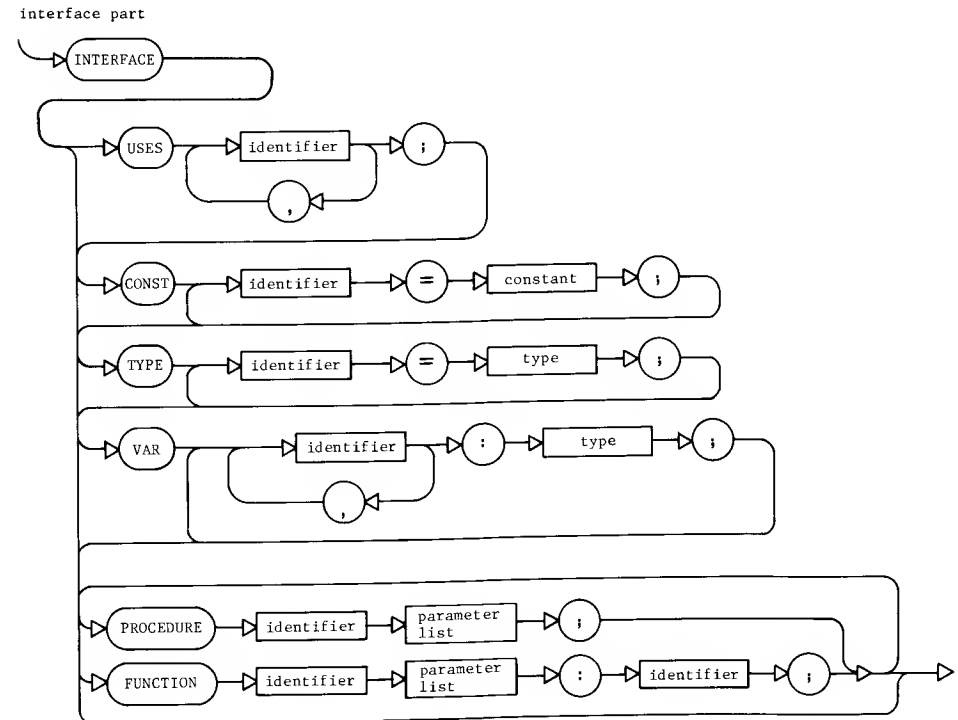 interface part
INTERFACE
USES identifier ;
,
CONST identifier = constant ;
TYPE identifier = type ;
VAR identifier : type ;
,
PROCEDURE identifier parameter list ;
FUNCTION identifier parameter list : identifier ;